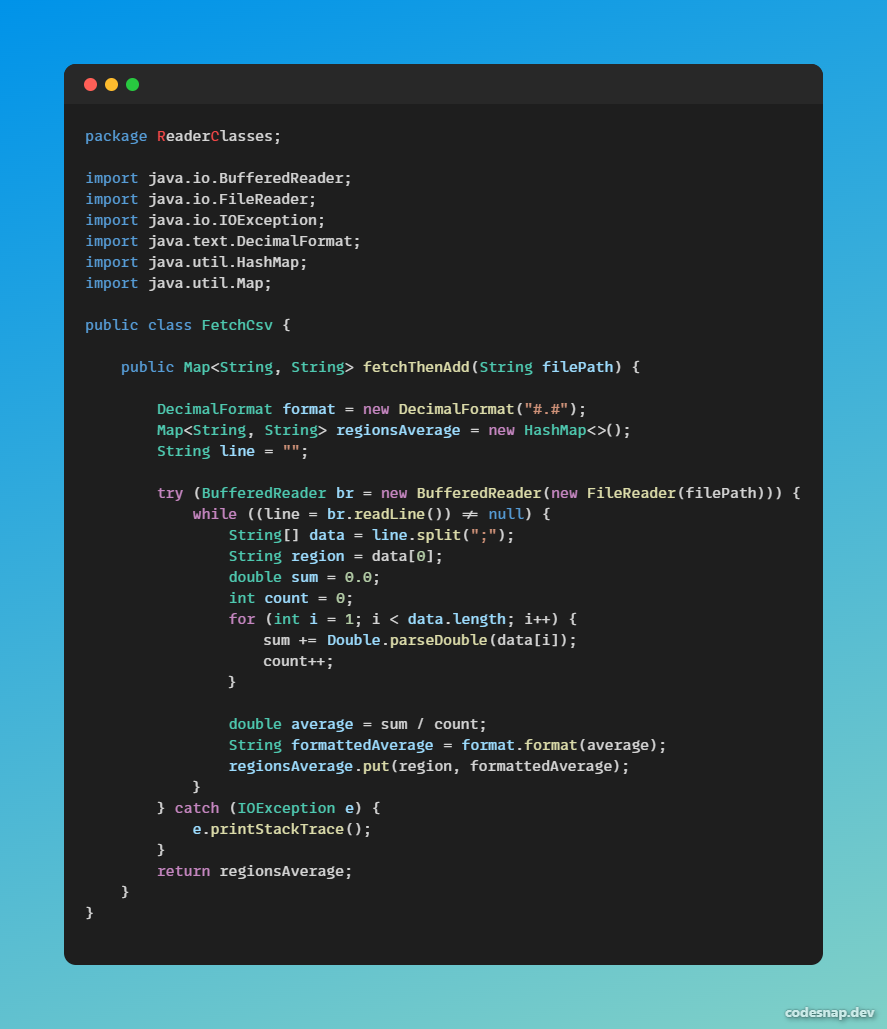 package ReaderClasses;

import java.io.BufferedReader;
import java.io.FileReader;
import java.io.IOException;
import java.text.DecimalFormat;
import java.util.HashMap;
import java.util.Map;

public class FetchCsv {

    public Map<String, String> fetchThenAdd(String filePath) {

        DecimalFormat format = new DecimalFormat("#.#");
        Map<String, String> regionsAverage = new HashMap<>();
        String line = "";

        try (BufferedReader br = new BufferedReader(new FileReader(filePath))) {
            while ((line = br.readLine()) != null) {
                String[] data = line.split(";");
                String region = data[0];
                double sum = 0.0;
                int count = 0;
                for (int i = 1; i < data.length; i++) {
                    sum += Double.parseDouble(data[i]);
                    count++;
                }

                double average = sum / count;
                String formattedAverage = format.format(average);
                regionsAverage.put(region, formattedAverage);
            }
        } catch (IOException e) {
            e.printStackTrace();
        }
        return regionsAverage;
    }
}
codesnap.dev